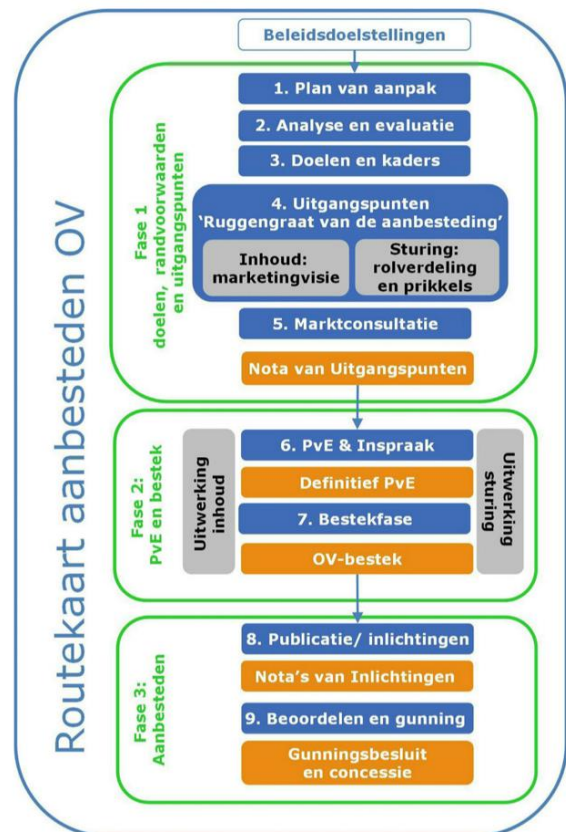 Routekaart aanbesteden OV
Beleidsdoelstellingen
Fase 1
doelen, randvoorwaarden
en uitgangspunten
1. Plan van aanpak
2. Analyse en evaluatie
3. Doelen en kaders
4. Uitgangspunten
‘Ruggengraat van de aanbesteding’
Inhoud:
marketingvisie
Sturing:
rolverdeling
en prikkels
5. Marktconsultatie
Nota van Uitgangspunten
Fase 2:
PvE en bestek
Uitwerking
inhoud
6. PvE & Inspraak
Definitief PvE
7. Bestekfase
OV-bestek
Uitwerking
sturing
Fase 3:
Aanbesteden
8. Publicatie/ inlichtingen
Nota’s van Inlichtingen
9. Beoordelen en gunning
Gunningsbesluit
en concessie